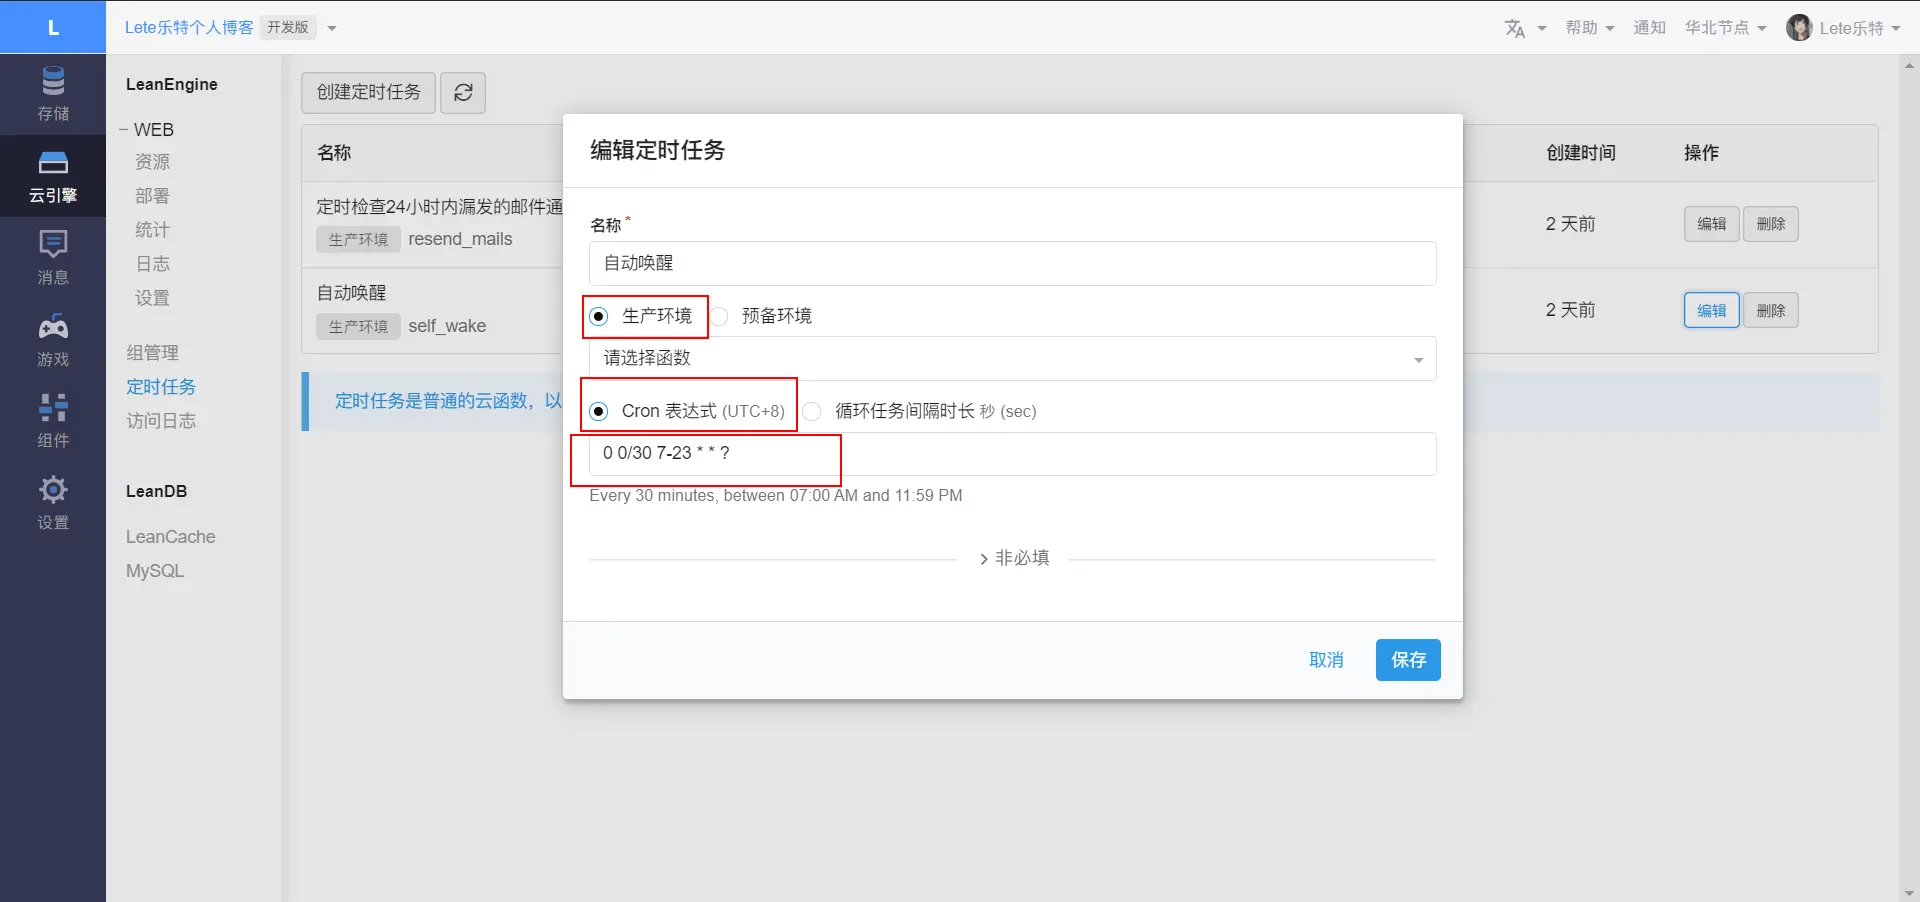 L
Lete乐特个人博客 开发版
帮助 通知 华北节点 Lete乐特
存储
云引擎
消息
游戏
组件
设置
LeanEngine
WEB
资源
部署
统计
日志
设置
组管理
定时任务
访问日志
LeanDB
LeanCache
MySQL
创建定时任务
名称 创建时间 操作
定时检查24小时内漏发的邮件通
生产环境 resend_mails
2 天前 编辑 删除
自动唤醒
生产环境 self_wake
2 天前 编辑 删除
定时任务是普通的云函数，以
编辑定时任务
名称*
自动唤醒
生产环境 预备环境
请选择函数
Cron 表达式 (UTC+8) 循环任务间隔时长 秒 (sec)
0 0/30 7-23 * * ?
Every 30 minutes, between 07:00 AM and 11:59 PM
非必填
取消 保存